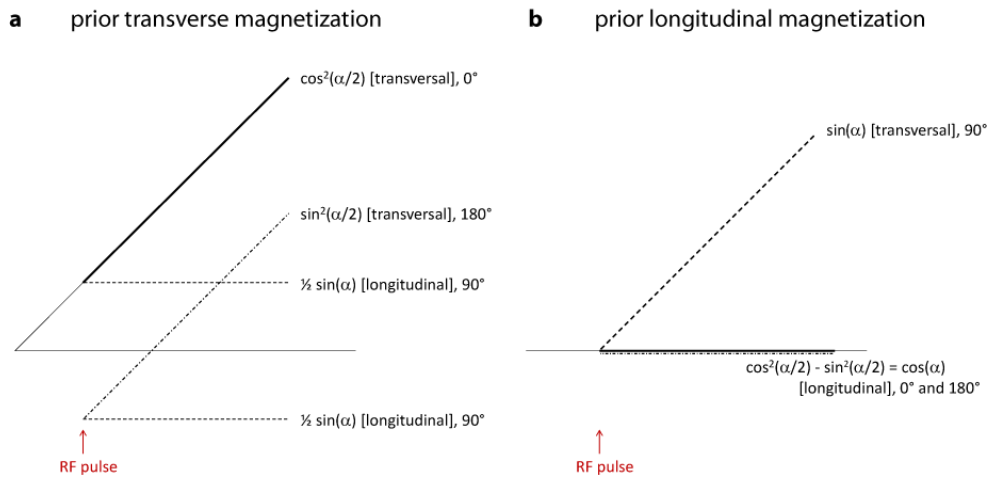 a prior transverse magnetization
cos²(α/2) [transversal], 0°
sin²(α/2) [transversal], 180°
½ sin(α) [longitudinal], 90°
½ sin(α) [longitudinal], 90°
RF pulse
b prior longitudinal magnetization
sin(α) [transversal], 90°
cos²(α/2) - sin²(α/2) = cos(α)
[longitudinal], 0° and 180°
RF pulse